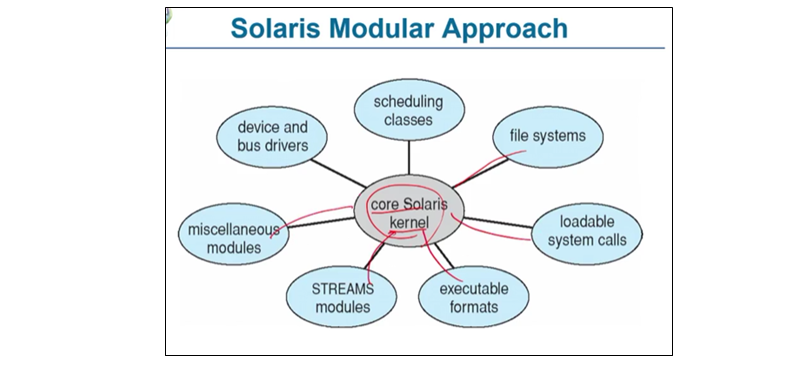 Solaris Modular Approach
scheduling
classes
device and
bus drivers
file systems
core Solaris
kernel
miscellaneous
modules
loadable
system calls
STREAMS
modules
executable
formats